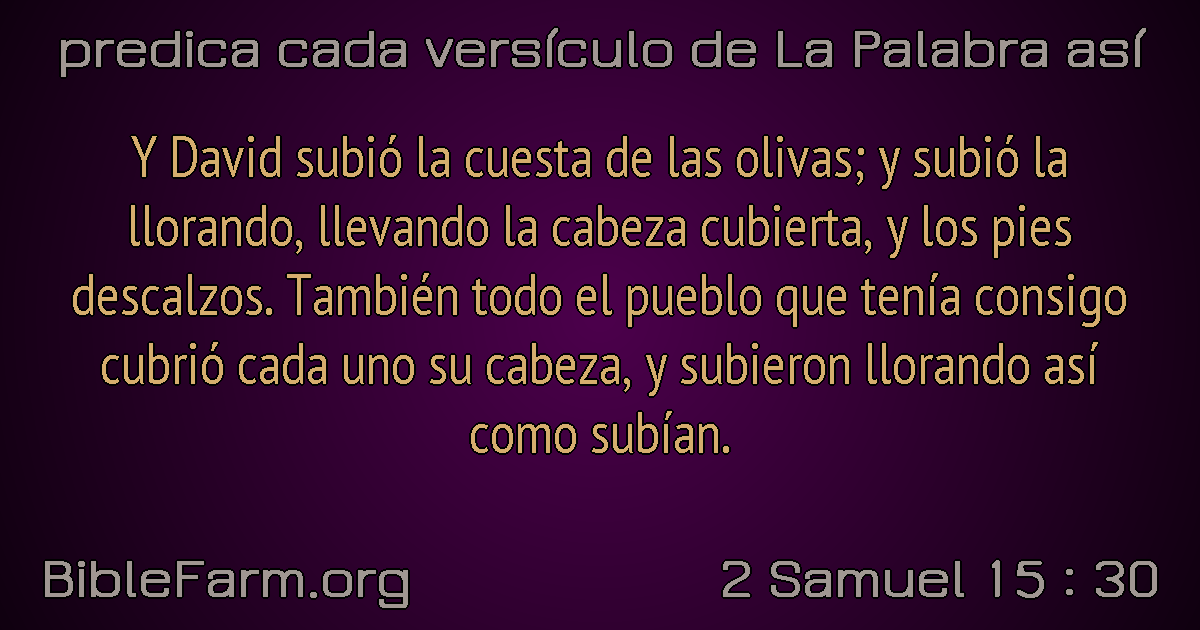 predica cada versículo de La Palabra así
Y David subió la cuesta de las olivas; y subió la
llorando, llevando la cabeza cubierta, y los pies
descalzos. También todo el pueblo que tenía consigo
cubrió cada uno su cabeza, y subieron llorando así
como subían.
BibleFarm.org
2 Samuel 15 : 30